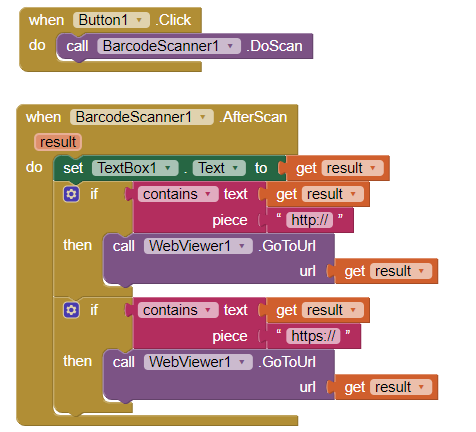 when Button1 .Click
do call BarcodeScanner1 .DoScan
when BarcodeScanner1 .AfterScan
result
do set TextBox1 . Text to get result
if contains text get result
piece “ http:// ”
then call WebViewer1 .GoToUrl
url get result
if contains text get result
piece “ https:// ”
then call WebViewer1 .GoToUrl
url get result